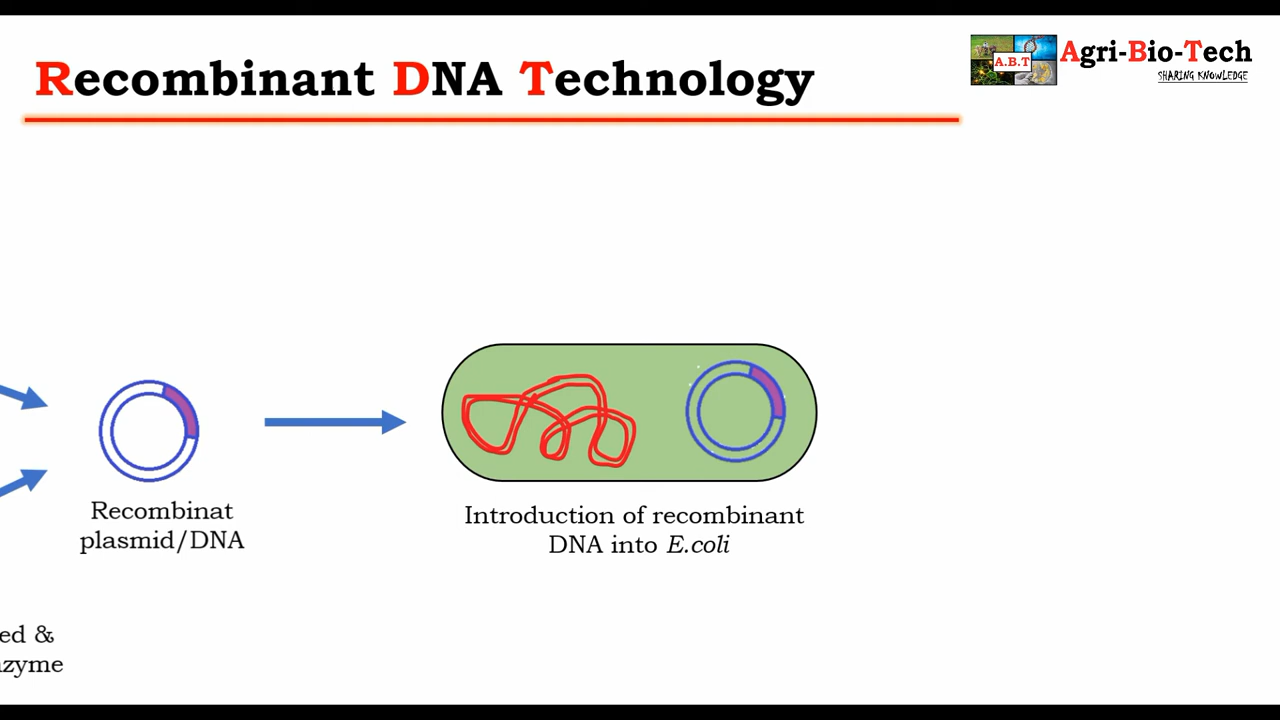 Recombinant DNA Technology
A.B.T
Agri-Bio-Tech
SHARING KNOWLEDGE
Recombinat
plasmid/DNA
Introduction of recombinant
DNA into E.coli
ed &
zyme